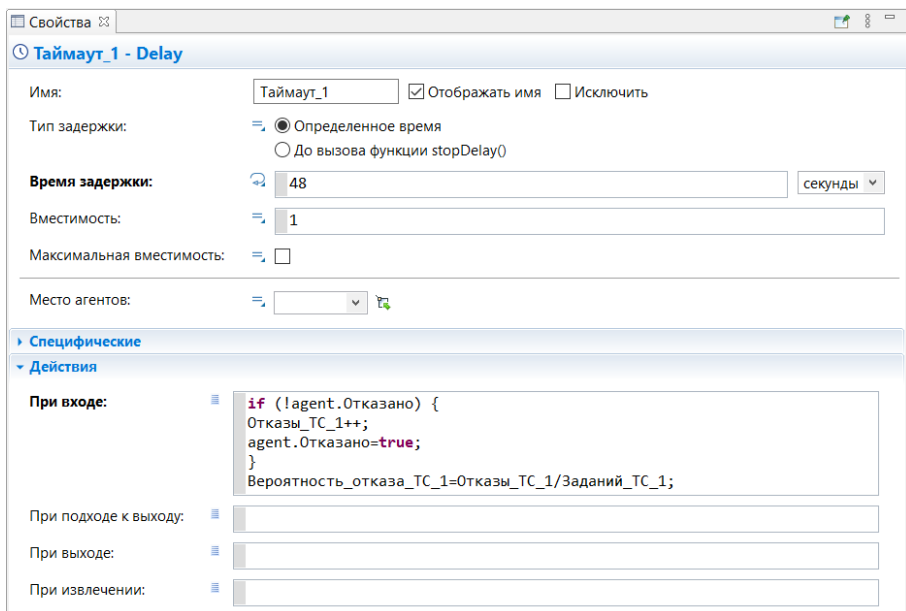 Свойства
Таймаут_1 - Delay
Имя: Таймаут_1 Отображать имя Исключить
Тип задержки: Определенное время
До вызова функции stopDelay()
Время задержки: 48 секунды
Вместимость: 1
Максимальная вместимость:
Место агентов:
Специфические
Действия
При входе: if (!agent.Отказано) {
Отказы_ТС_1++;
agent.Отказано=true;
}
Вероятность_отказа_ТС_1=Отказы_ТС_1/Заданий_ТС_1;
При подходе к выходу:
При выходе:
При извлечении: